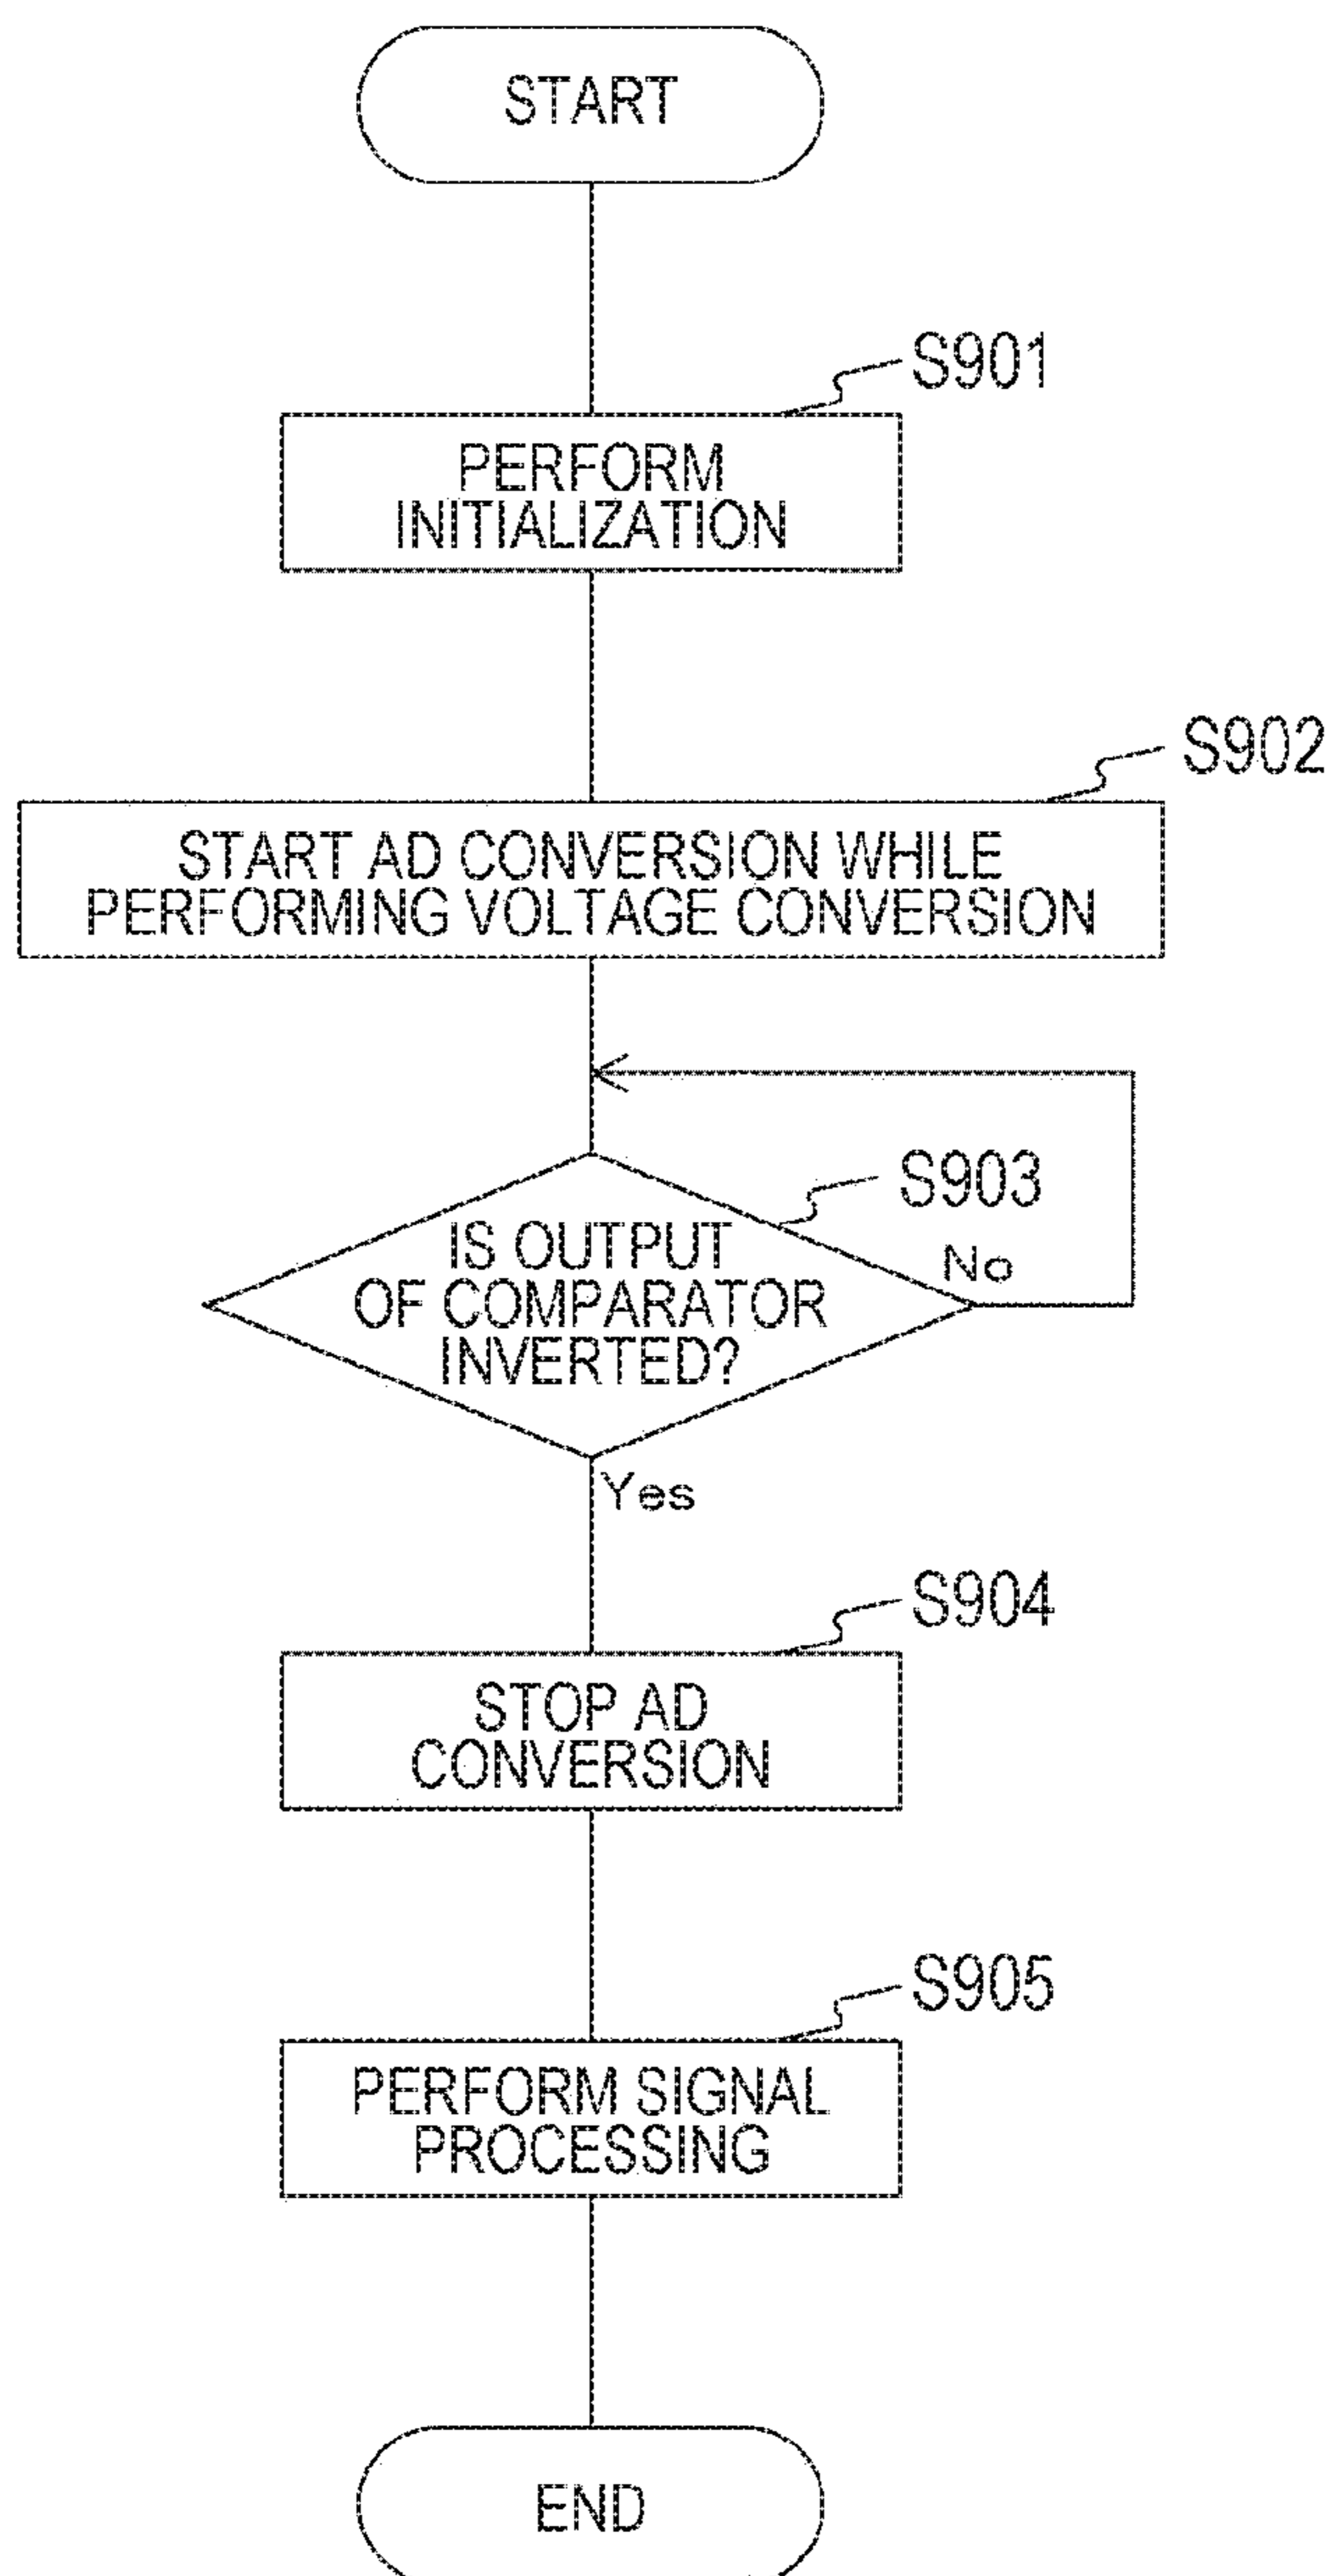 START
S901
PERFORM
INITIALIZATION
S902
START AD CONVERSION WHILE
PERFORMING VOLTAGE CONVERSION
S903
IS OUTPUT
OF COMPARATOR
INVERTED?
No
Yes
S904
STOP AD
CONVERSION
S905
PERFORM SIGNAL
PROCESSING
END